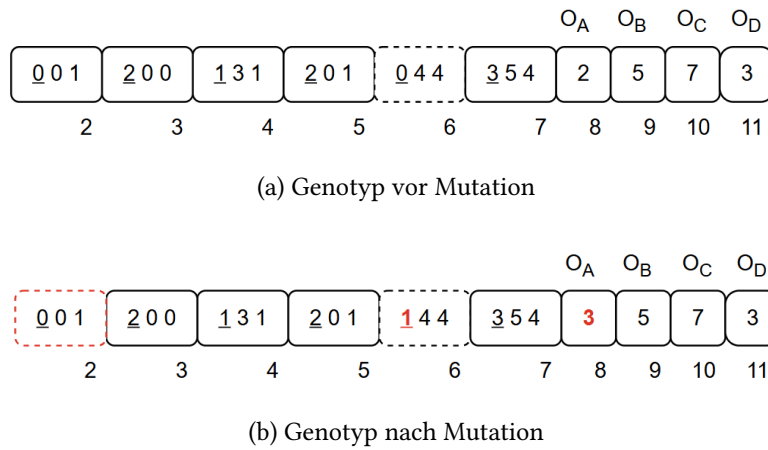 O_A O_B O_C O_D
0 0 1 2 0 0 1 3 1 2 0 1 0 4 4 3 5 4 2 5 7 3
2 3 4 5 6 7 8 9 10 11
(a) Genotyp vor Mutation
O_A O_B O_C O_D
0 0 1 2 0 0 1 3 1 2 0 1 1 4 4 3 5 4 3 5 7 3
2 3 4 5 6 7 8 9 10 11
(b) Genotyp nach Mutation